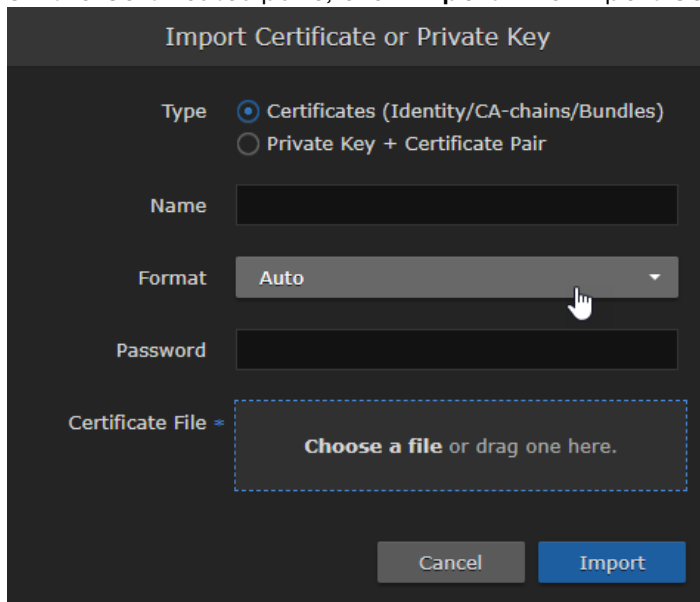 Import Certificate or Private Key
Type
Certificates (Identity/CA-chains/Bundles)
Private Key + Certificate Pair
Name
Format Auto
Password
Certificate File *
Choose a file or drag one here.
Cancel Import